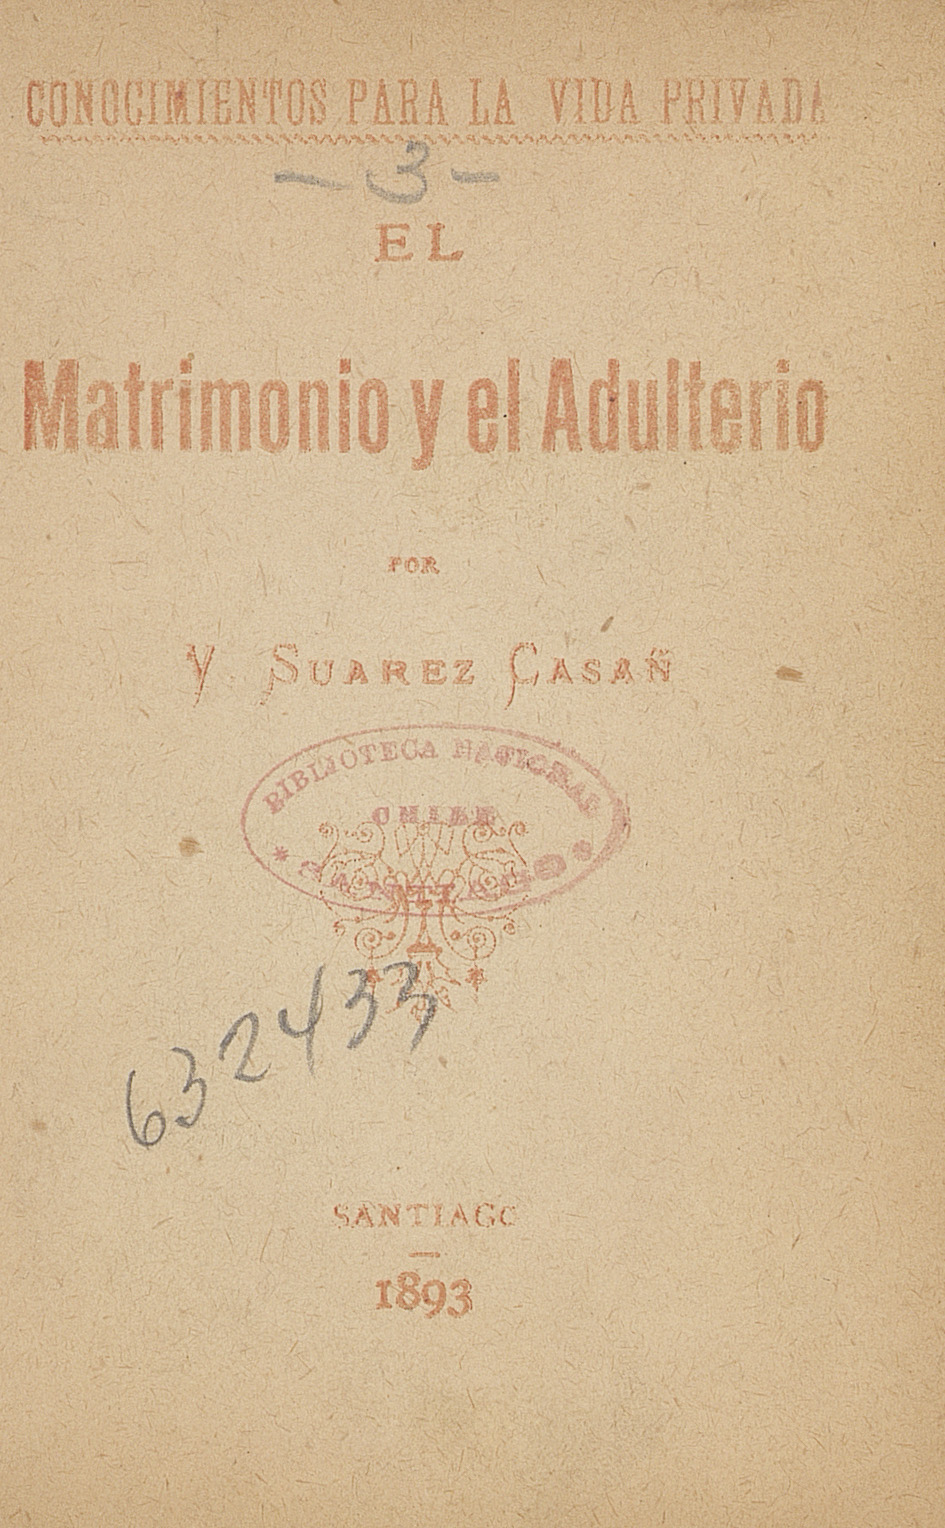 CONOCIMIENTOS PARA LA VIDA PRIVADA
— 3 —
EL
Matrimonio y el Adulterio
POR
V. SUAREZ CASAÑ
BIBLIOTECA NACIONAL
CHILE
* SANTIAGO *
632433
SANTIAGO
1893